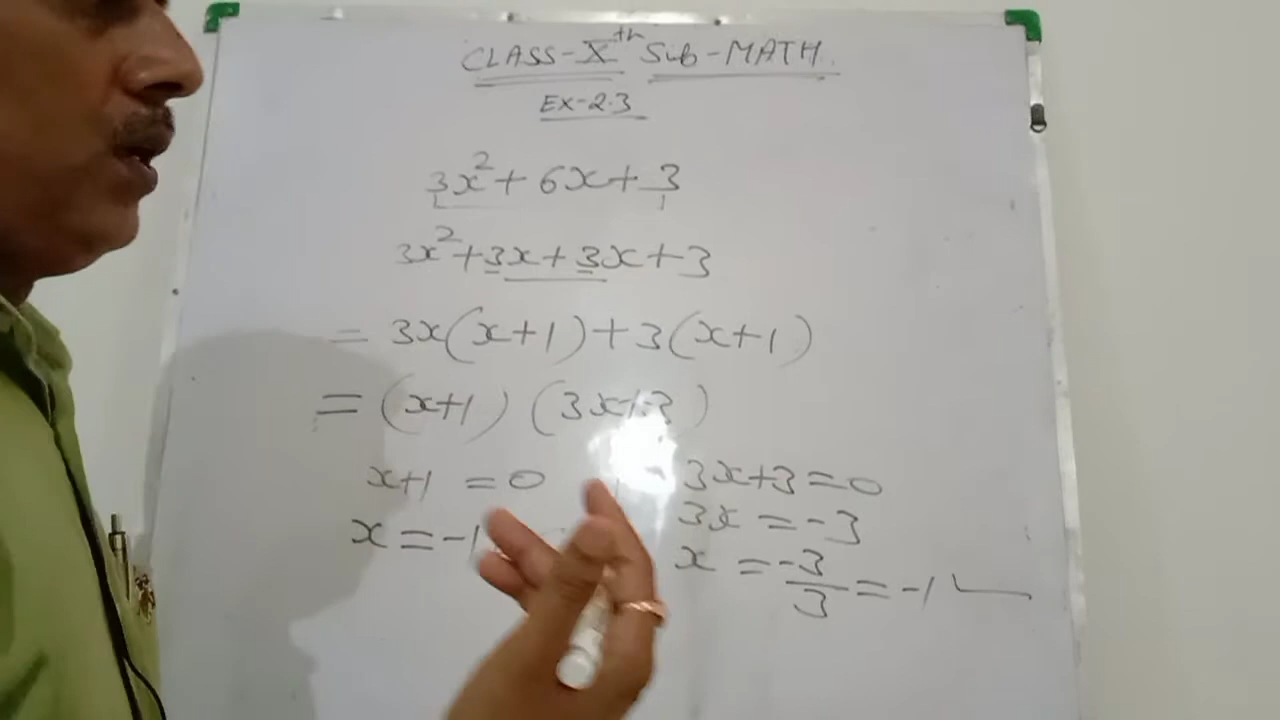 CLASS-Xth Sub-MATH.
Ex-2.3
3x²+ 6x+ 3
3x²+3x+3x+3
= 3x(x+1)+3(x+1)
= (x+1) (3x+3)
x+1 = 0 3x+3=0
3x = -3
x = -1 x = -3/3 = -1